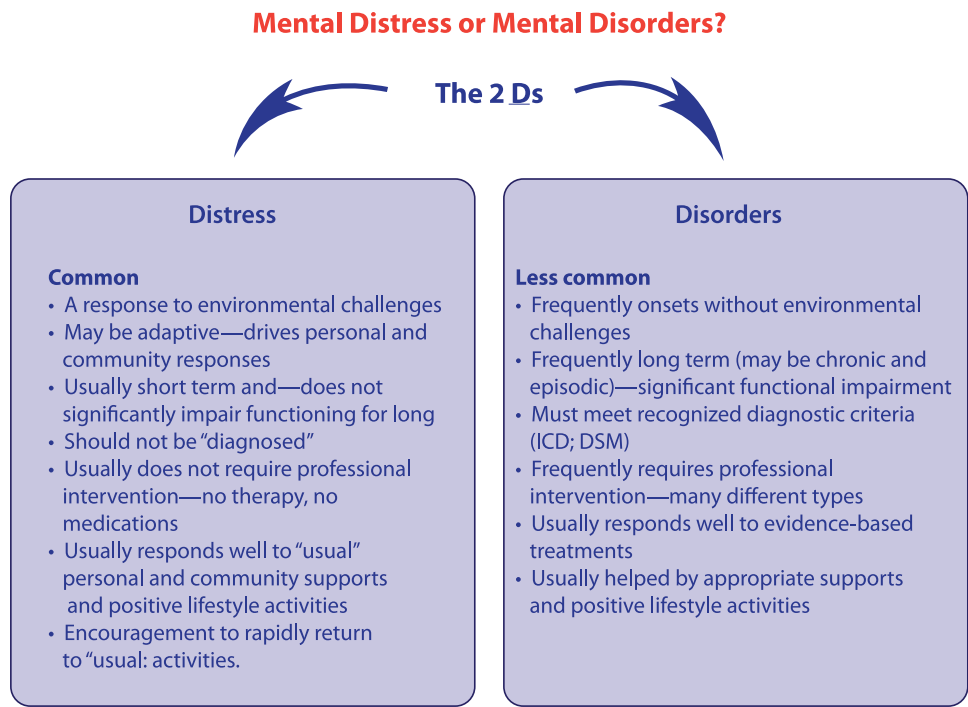 Mental Distress or Mental Disorders?
The 2 Ds
Distress
Common
• A response to environmental challenges
• May be adaptive—drives personal and
community responses
• Usually short term and—does not
significantly impair functioning for long
• Should not be “diagnosed”
• Usually does not require professional
intervention—no therapy, no
medications
• Usually responds well to “usual”
personal and community supports
and positive lifestyle activities
• Encouragement to rapidly return
to “usual: activities.
Disorders
Less common
• Frequently onsets without environmental
challenges
• Frequently long term (may be chronic and
episodic)—significant functional impairment
• Must meet recognized diagnostic criteria
(ICD; DSM)
• Frequently requires professional
intervention—many different types
• Usually responds well to evidence-based
treatments
• Usually helped by appropriate supports
and positive lifestyle activities